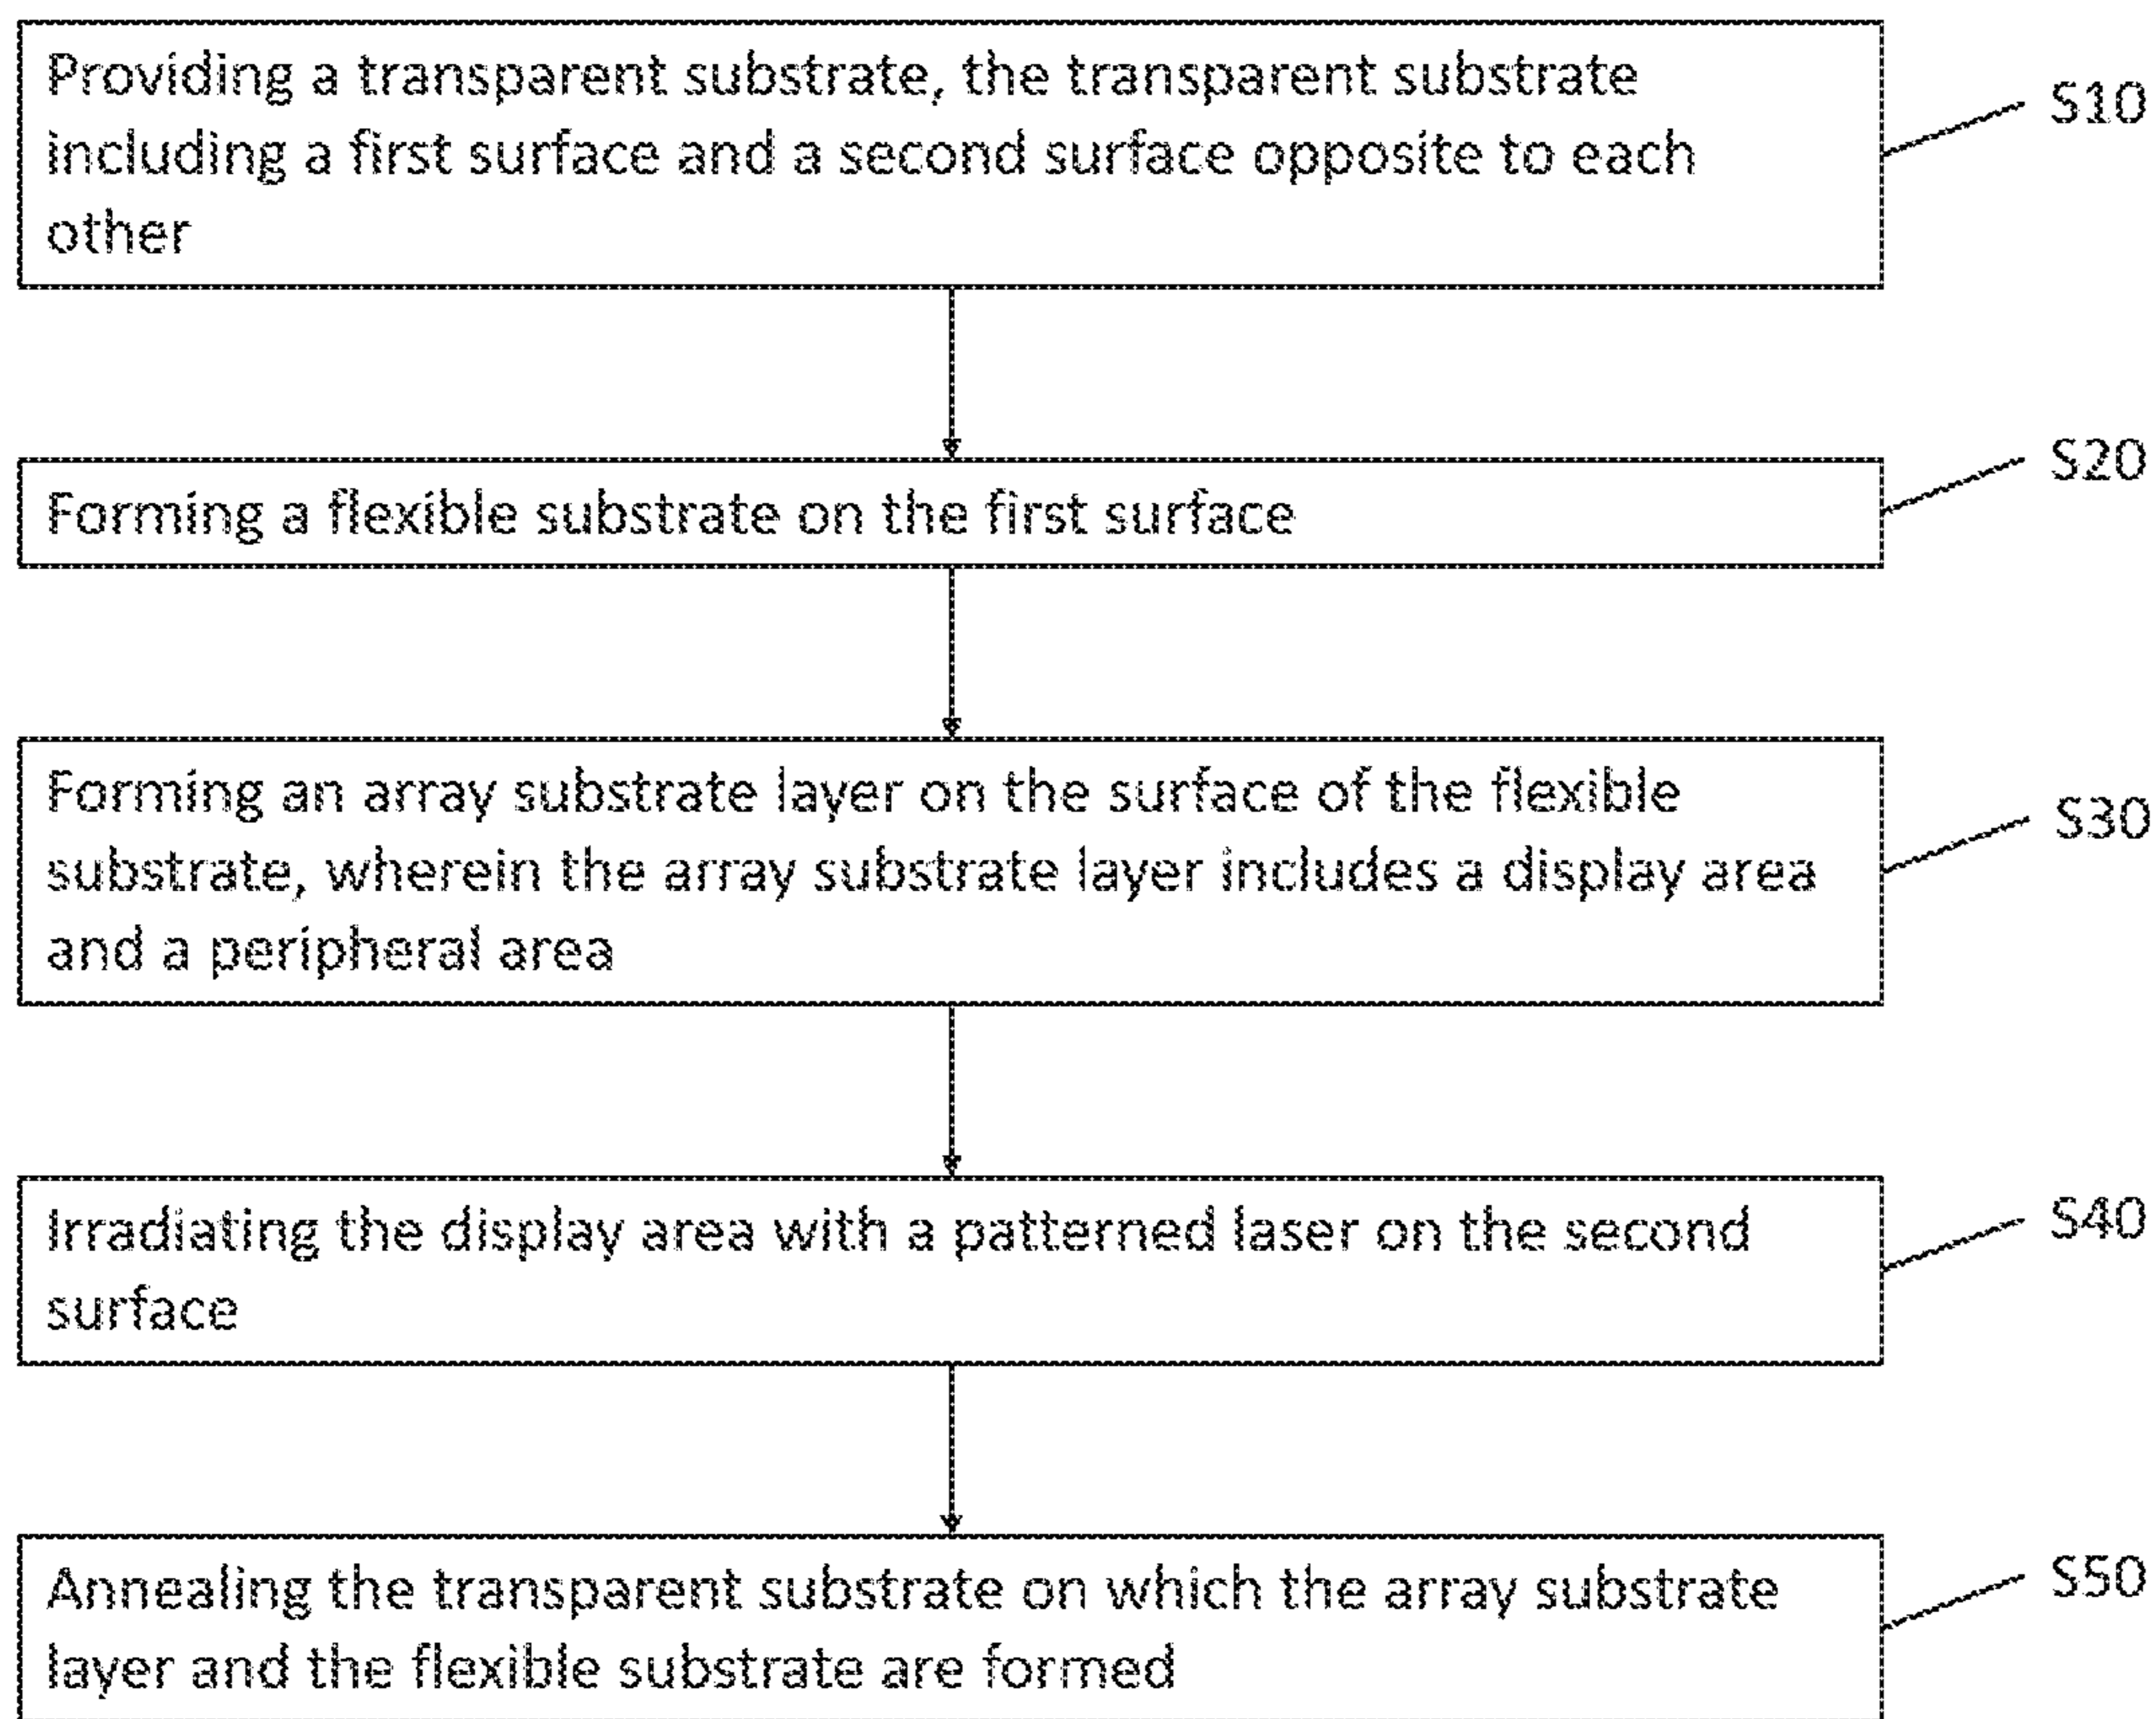 Providing a transparent substrate, the transparent substrate
including a first surface and a second surface opposite to each
other
S10
Forming a flexible substrate on the first surface
S20
Forming an array substrate layer on the surface of the flexible
substrate, wherein the array substrate layer includes a display area
and a peripheral area
S30
Irradiating the display area with a patterned laser on the second
surface
S40
Annealing the transparent substrate on which the array substrate
layer and the flexible substrate are formed
S50